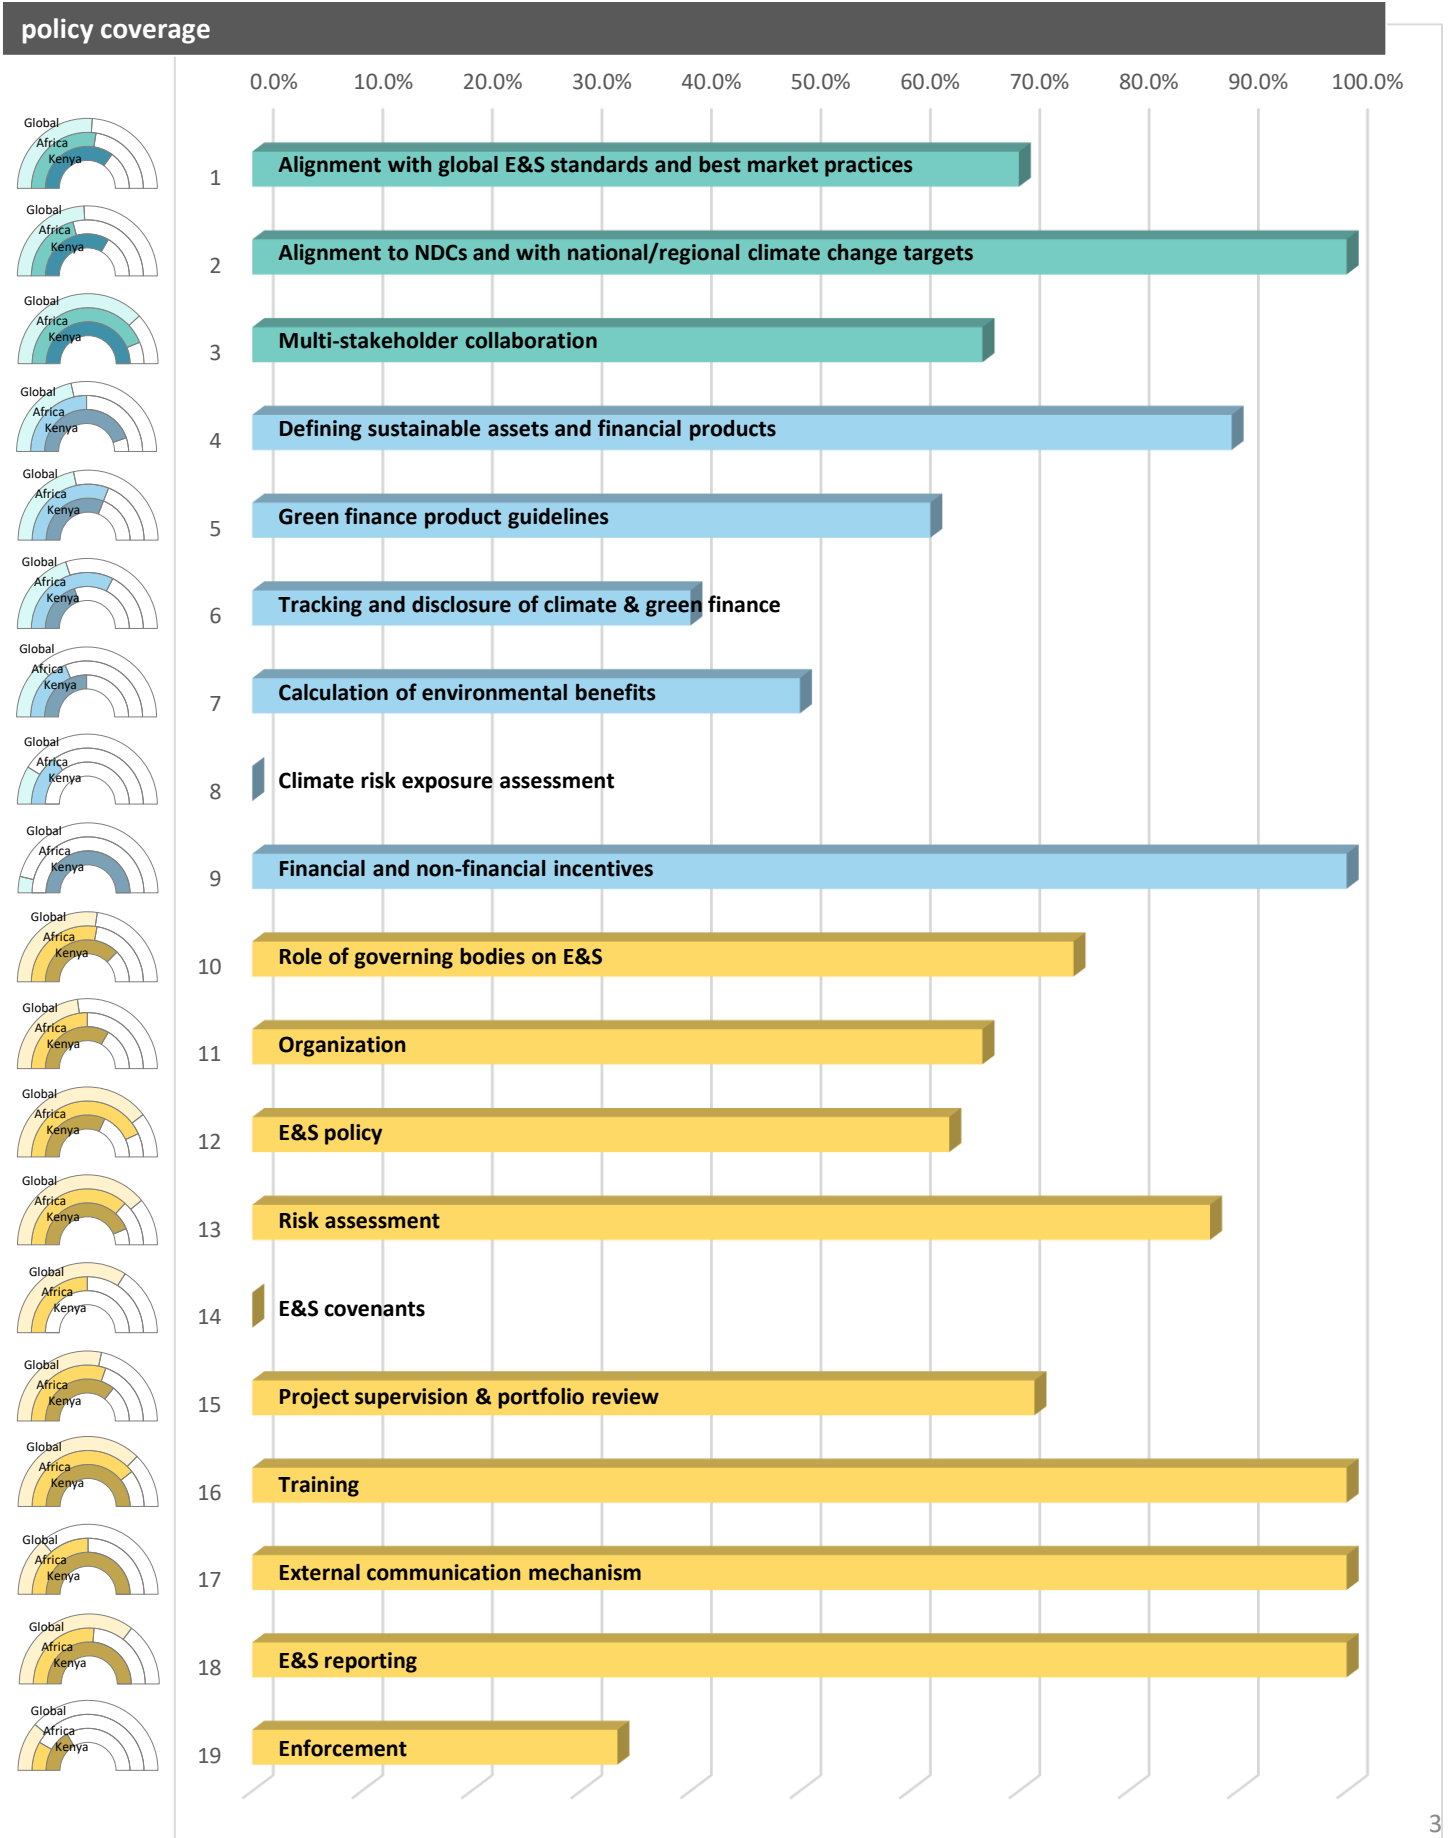 policy coverage
0.0% 10.0% 20.0% 30.0% 40.0% 50.0% 60.0% 70.0% 80.0% 90.0% 100.0%
Global
Africa
Kenya
1 Alignment with global E&S standards and best market practices
Global
Africa
Kenya
2 Alignment to NDCs and with national/regional climate change targets
Global
Africa
Kenya
3 Multi-stakeholder collaboration
Global
Africa
Kenya
4 Defining sustainable assets and financial products
Global
Africa
Kenya
5 Green finance product guidelines
Global
Africa
Kenya
6 Tracking and disclosure of climate & green finance
Global
Africa
Kenya
7 Calculation of environmental benefits
Global
Africa
Kenya
8 Climate risk exposure assessment
Global
Africa
Kenya
9 Financial and non-financial incentives
Global
Africa
Kenya
10 Role of governing bodies on E&S
Global
Africa
Kenya
11 Organization
Global
Africa
Kenya
12 E&S policy
Global
Africa
Kenya
13 Risk assessment
Global
Africa
Kenya
14 E&S covenants
Global
Africa
Kenya
15 Project supervision & portfolio review
Global
Africa
Kenya
16 Training
Global
Africa
Kenya
17 External communication mechanism
Global
Africa
Kenya
18 E&S reporting
Global
Africa
Kenya
19 Enforcement
3